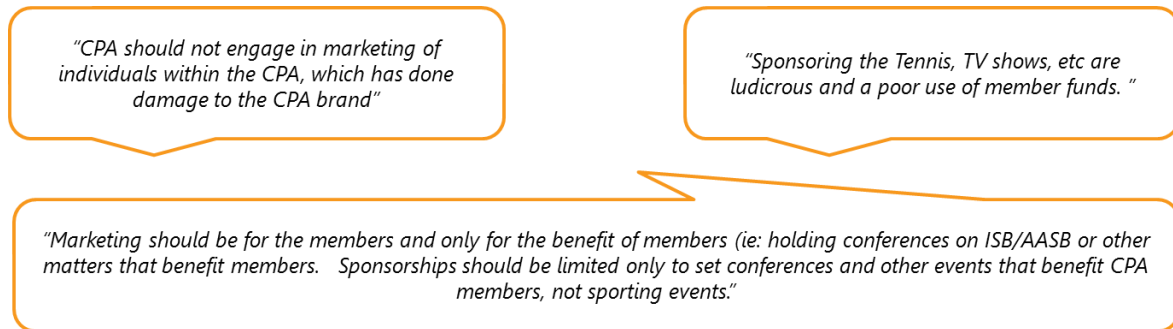 “CPA should not engage in marketing of
individuals within the CPA, which has done
damage to the CPA brand”
“Sponsoring the Tennis, TV shows, etc are
ludicrous and a poor use of member funds. ”
“Marketing should be for the members and only for the benefit of members (ie: holding conferences on ISB/AASB or other
matters that benefit members.   Sponsorships should be limited only to set conferences and other events that benefit CPA
members, not sporting events.”